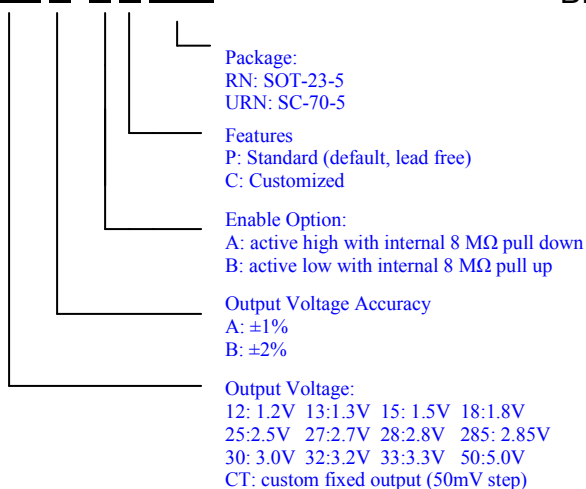 Package:
RN: SOT-23-5
URN: SC-70-5
Features
P: Standard (default, lead free)
C: Customized
Enable Option:
A: active high with internal 8 MΩ pull down
B: active low with internal 8 MΩ pull up
Output Voltage Accuracy
A: ±1%
B: ±2%
Output Voltage:
12: 1.2V 13:1.3V 15: 1.5V 18:1.8V
25:2.5V 27:2.7V 28:2.8V 285: 2.85V
30: 3.0V 32:3.2V 33:3.3V 50:5.0V
CT: custom fixed output (50mV step)